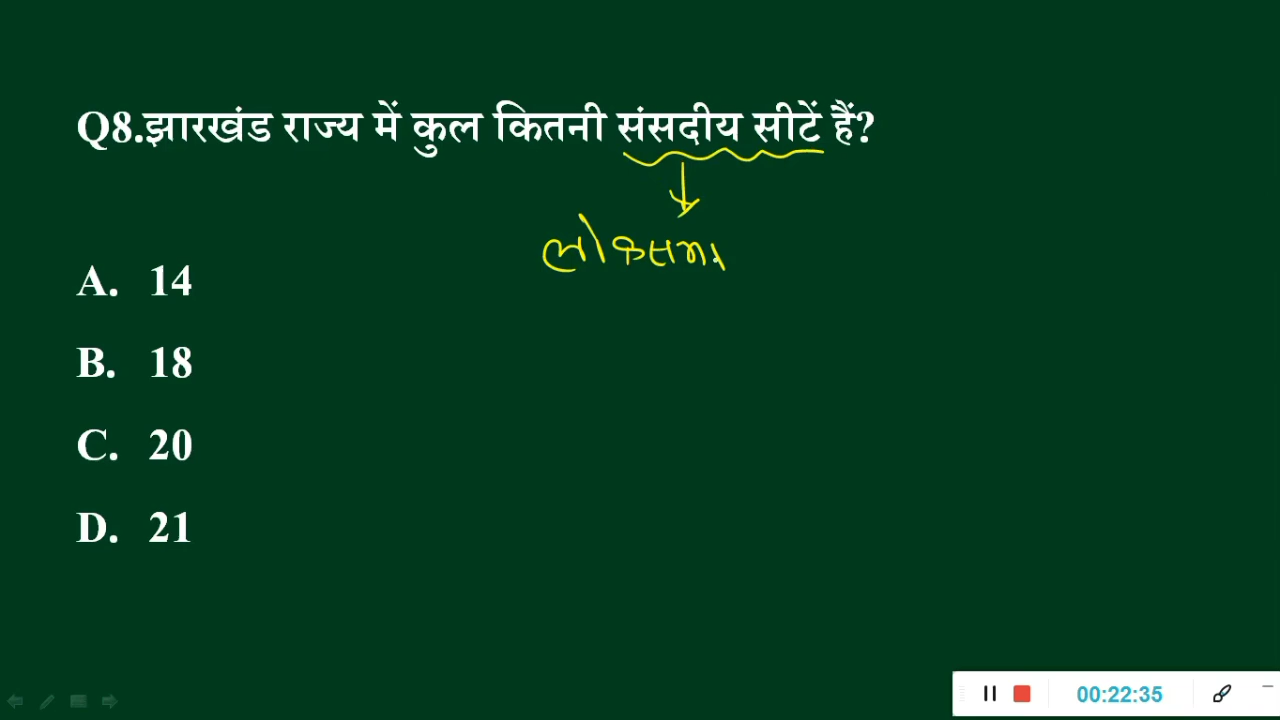 Q8.झारखंड राज्य में कुल कितनी संसदीय सीटें हैं?
लोकसभा
A. 14
B. 18
C. 20
D. 21
00:22:35